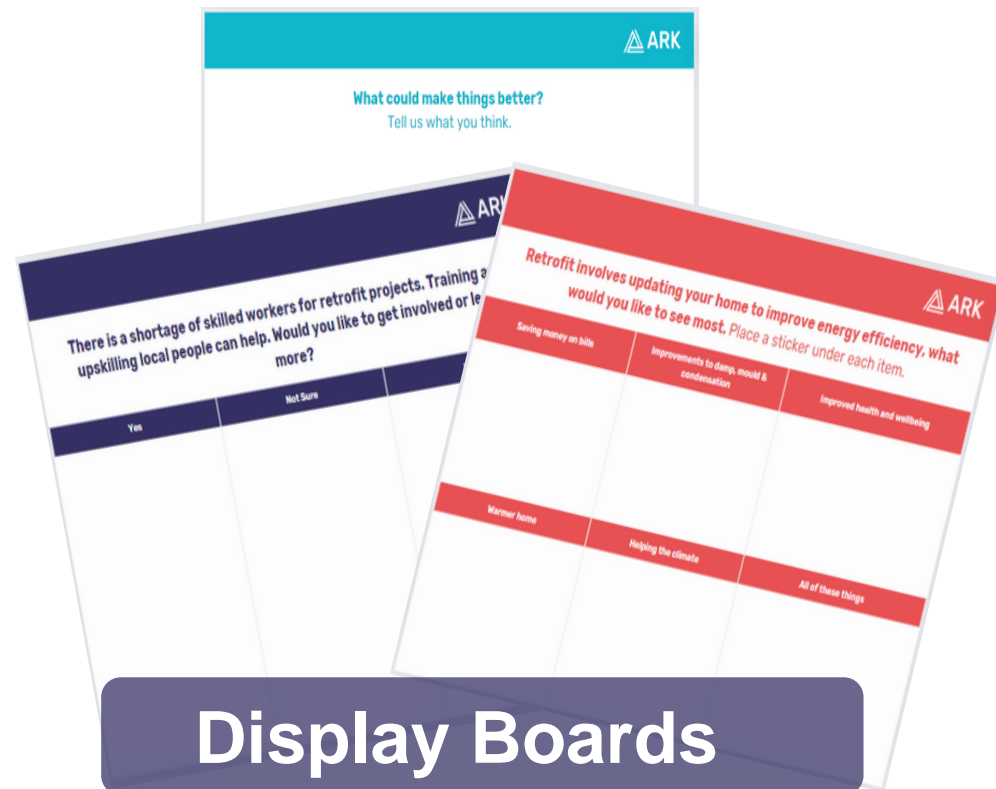 ARK
What could make things better?
Tell us what you think.
ARK
There is a shortage of skilled workers for retrofit projects. Training
upskilling local people can help. Would you like to get involved or
more?
Yes
Not Sure
ARK
Retrofit involves updating your home to improve energy efficiency, what
would you like to see most. Place a sticker under each item.
Saving money on bills
Improvements to damp, mould &
condensation
Improved health and wellbeing
Warmer home
Helping the climate
All of these things
Display Boards